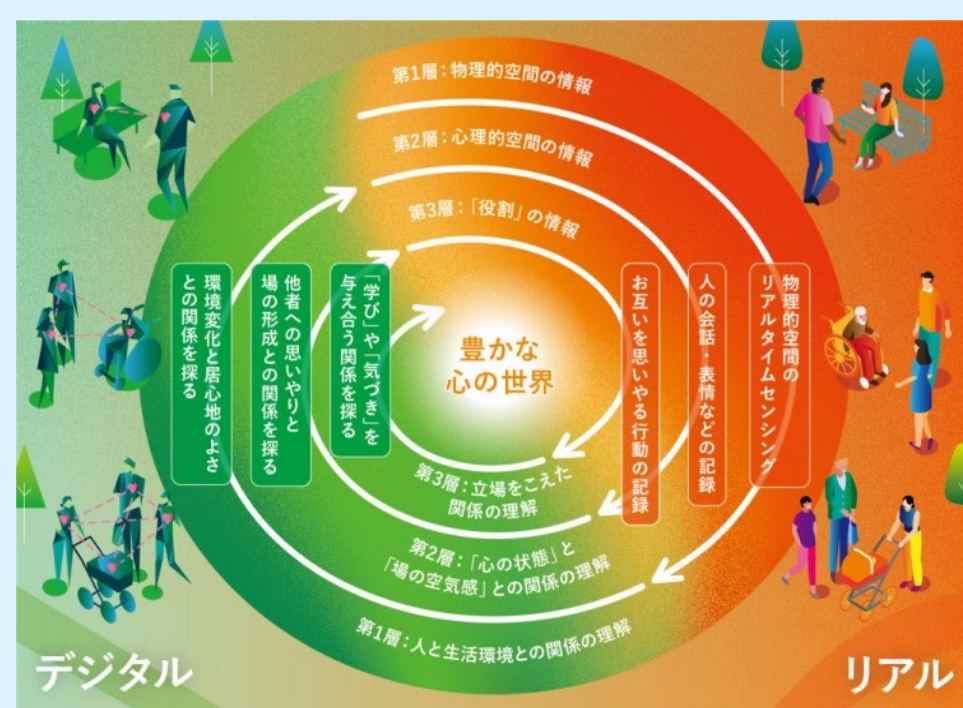 第1層：物理的空間の情報
第2層：心理的空間の情報
第3層：「役割」の情報
環境変化と居心地のよさ
との関係を探る
他者への思いやりと
場の形成との関係を探る
「学び」や「気づき」を
与え合う関係を探る
豊かな
心の世界
お互いを思いやる行動の記録
人の会話・表情などの記録
物理的空間の
リアルタイムセンシング
第3層：立場をこえた
関係の理解
第2層：「心の状態」と
「場の空気感」との関係の理解
第1層：人と生活環境との関係の理解
デジタル
リアル